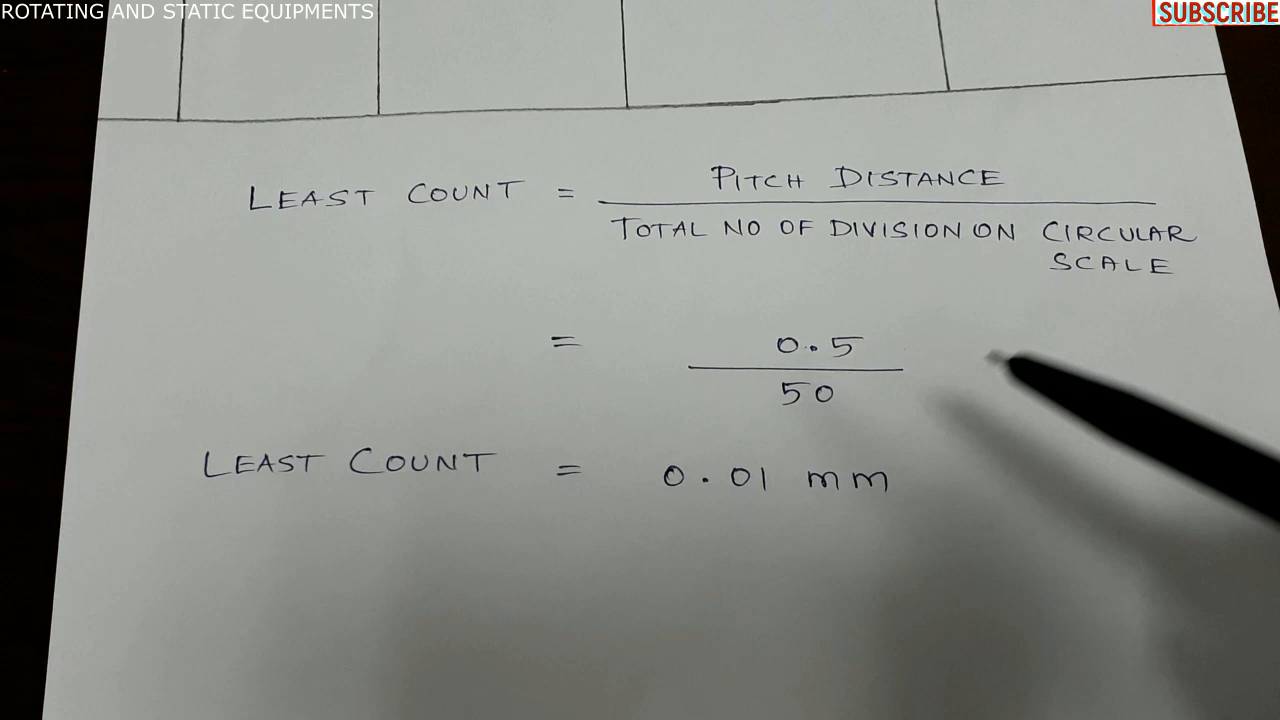 ROTATING AND STATIC EQUIPMENTS
SUBSCRIBE
LEAST COUNT = PITCH DISTANCE
TOTAL NO OF DIVISION ON CIRCULAR
SCALE
= 0.5
50
LEAST COUNT = 0.01 mm